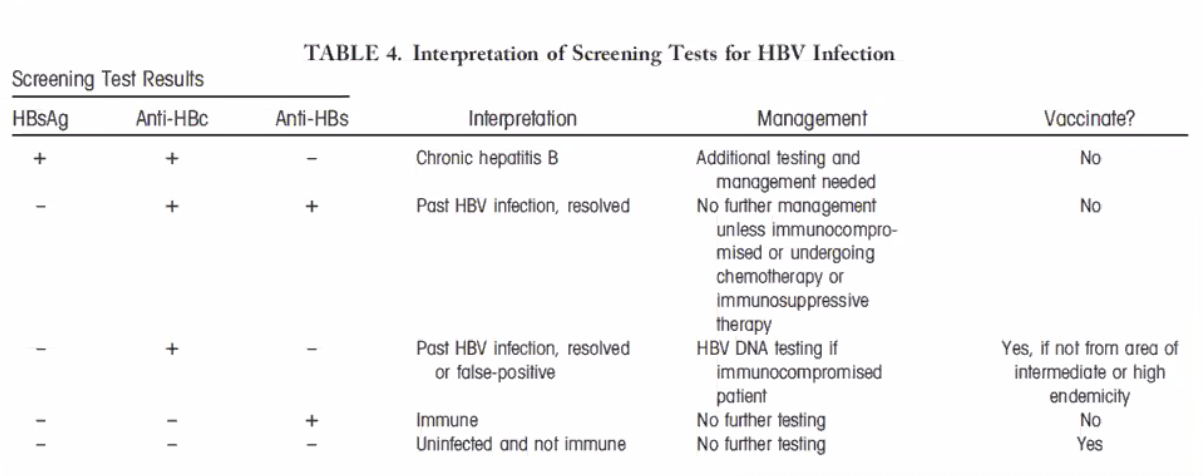 TABLE 4. Interpretation of Screening Tests for HBV Infection
Screening Test Results
HBsAg Anti-HBc Anti-HBs Interpretation Management Vaccinate?
+ + – Chronic hepatitis B Additional testing and No
management needed
– + + Past HBV infection, resolved No further management No
unless immunocompro-
mised or undergoing
chemotherapy or
immunosuppressive
therapy
– + – Past HBV infection, resolved HBV DNA testing if Yes, if not from area of
or false-positive immunocompromised intermediate or high
patient endemicity
– – + Immune No further testing No
– – – Uninfected and not immune No further testing Yes